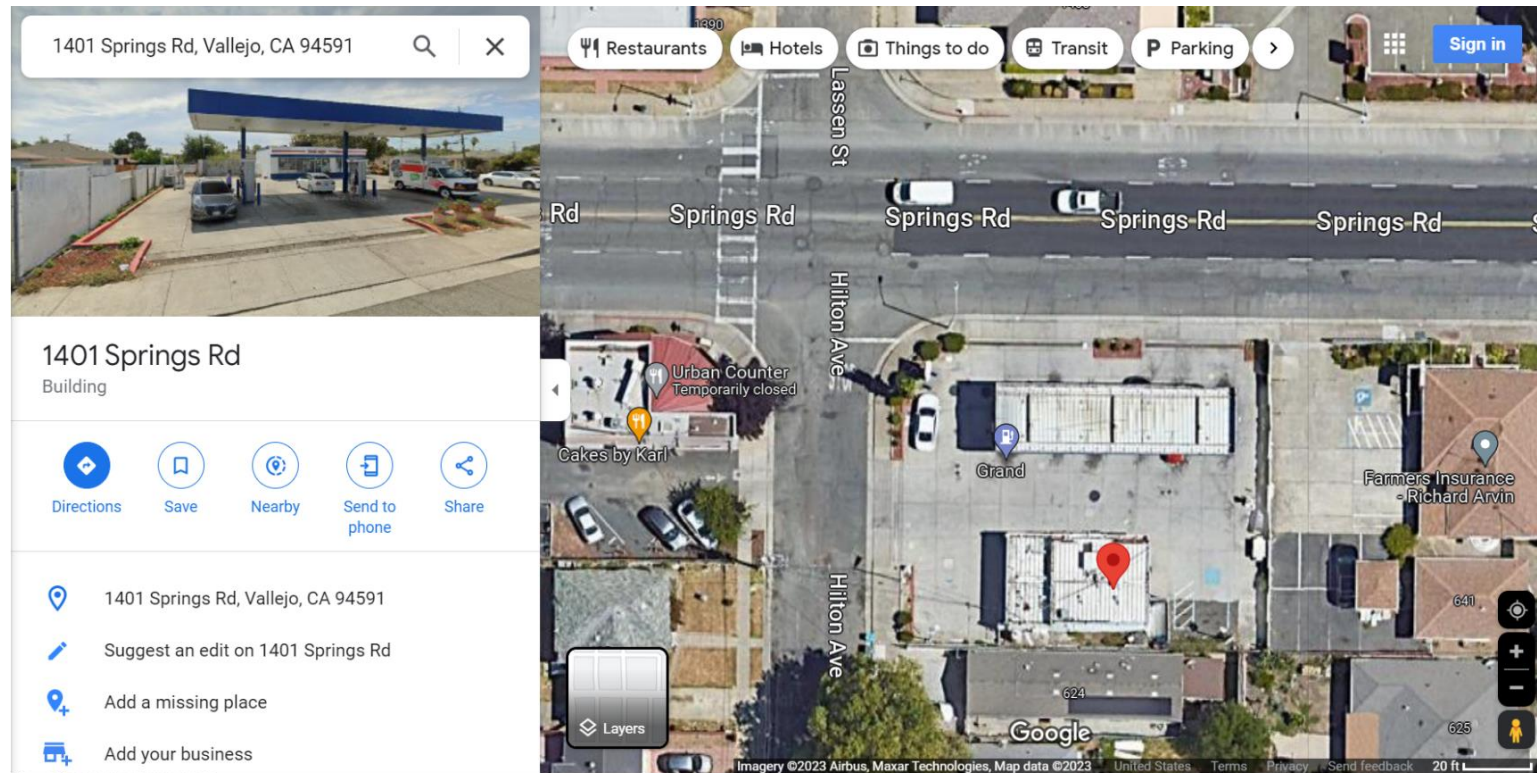 1401 Springs Rd, Vallejo, CA 94591
Restaurants
Hotels
Things to do
Transit
Parking
Sign in
1401 Springs Rd
Building
Directions
Save
Nearby
Send to
phone
Share
1401 Springs Rd, Vallejo, CA 94591
Suggest an edit on 1401 Springs Rd
Add a missing place
Add your business
1390
Lassen St
Rd
Springs Rd
Springs Rd
Springs Rd
Springs Rd
Hilton Ave
Urban Counter
Temporarily closed
Cakes by Karl
Grand
Farmers Insurance
- Richard Arvin
Hilton Ave
641
624
625
Layers
Google
Imagery ©2023 Airbus, Maxar Technologies, Map data ©2023
United States
Terms
Privacy
Send feedback
20 ft